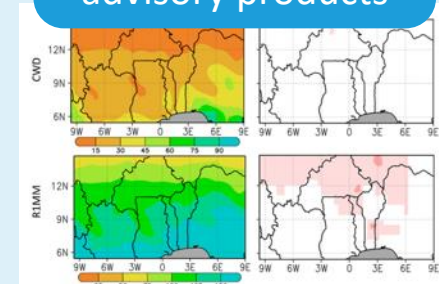 advisory products
CWD
12N
9N
6N
9W 6W 3W 0 3E 6E 9E 9W 6W 3W 0 3E 6E 9E
15 30 45 60 75 90
R1MM
12N
9N
6N
9W 6W 3W 0 3E 6E 9E 9W 6W 3W 0 3E 6E 9E